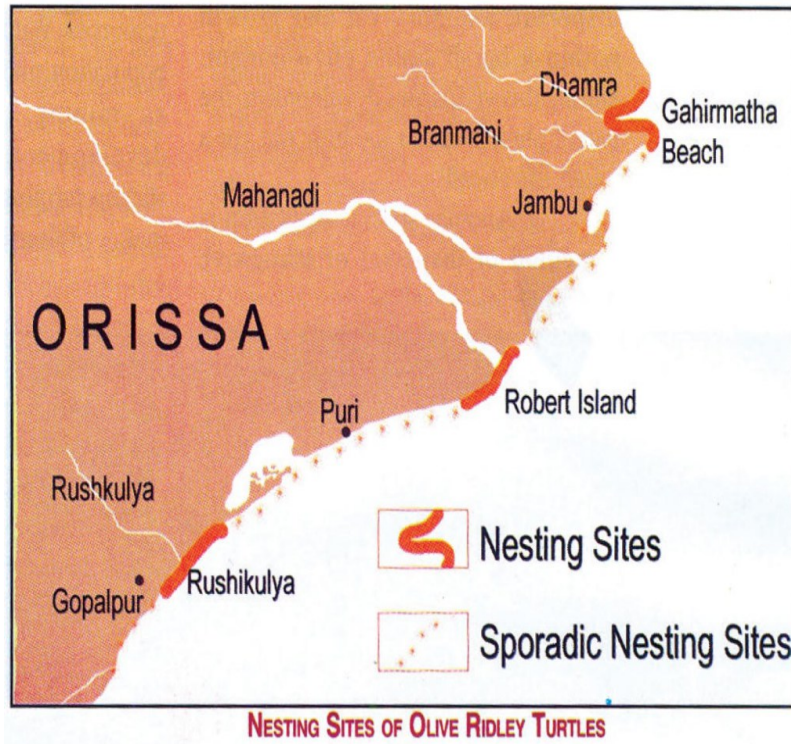 Dhamra
Gahirmatha
Beach
Branmani
Mahanadi
Jambu
ORISSA
Robert Island
Puri
Rushkulya
Nesting Sites
Gopalpur
Rushikulya
Sporadic Nesting Sites
NESTING SITES OF OLIVE RIDLEY TURTLES